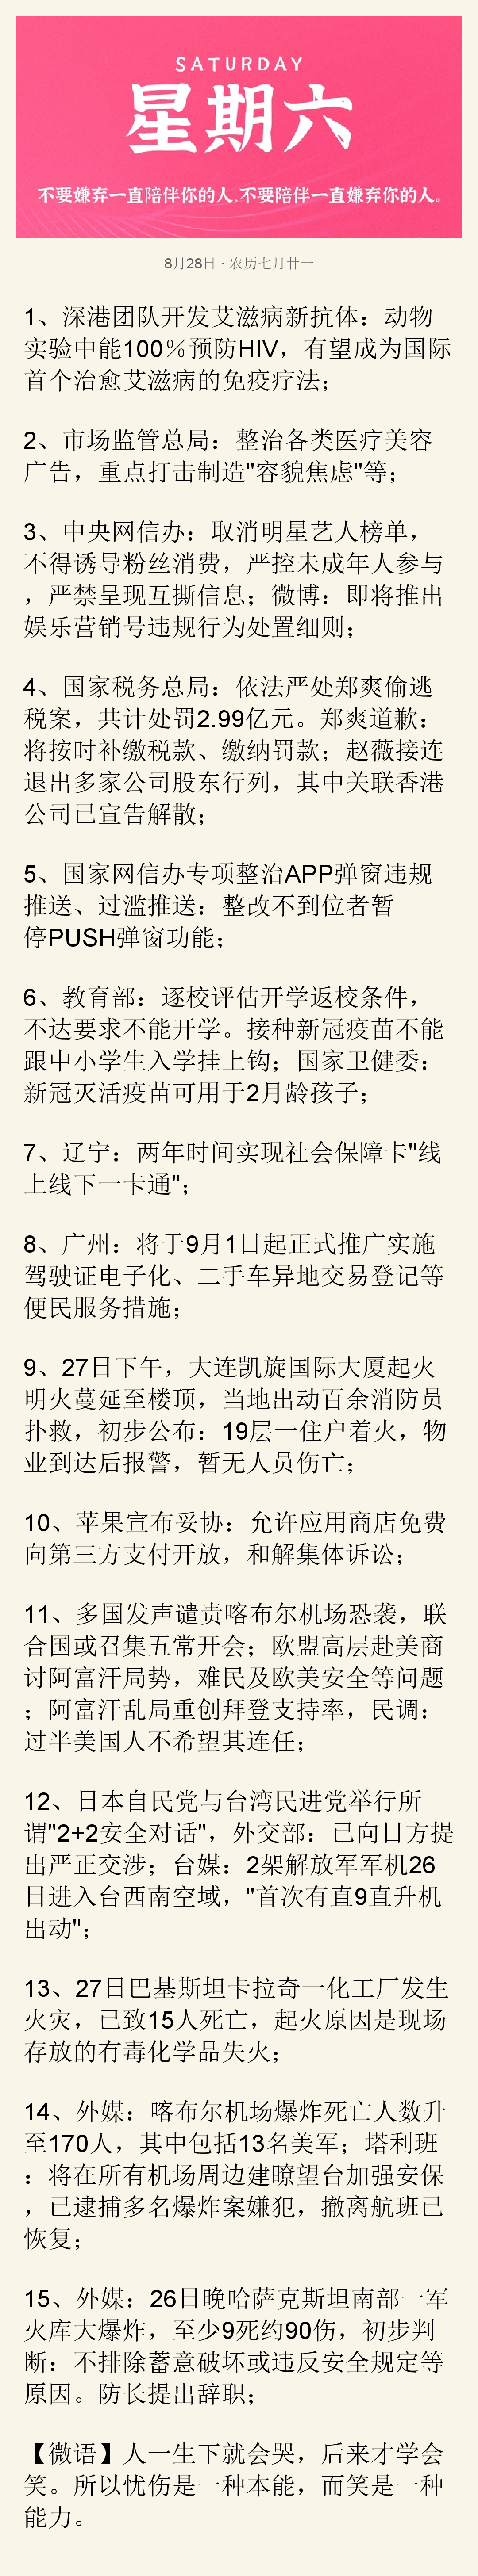 SATURDAY
星期六
不要嫌弃一直陪伴你的人,不要陪伴一直嫌弃你的人。
8月28日 · 农历七月廿一
1、深港团队开发艾滋病新抗体：动物
实验中能100%预防HIV，有望成为国际
首个治愈艾滋病的免疫疗法；
2、市场监管总局：整治各类医疗美容
广告，重点打击制造"容貌焦虑"等；
3、中央网信办：取消明星艺人榜单，
不得诱导粉丝消费，严控未成年人参与
，严禁呈现互撕信息；微博：即将推出
娱乐营销号违规行为处置细则；
4、国家税务总局：依法严处郑爽偷逃
税案，共计处罚2.99亿元。郑爽道歉：
将按时补缴税款、缴纳罚款；赵薇接连
退出多家公司股东行列，其中关联香港
公司已宣告解散；
5、国家网信办专项整治APP弹窗违规
推送、过滥推送：整改不到位者暂
停PUSH弹窗功能；
6、教育部：逐校评估开学返校条件，
不达要求不能开学。接种新冠疫苗不能
跟中小学生入学挂上钩；国家卫健委：
新冠灭活疫苗可用于2月龄孩子；
7、辽宁：两年时间实现社会保障卡"线
上线下一卡通"；
8、广州：将于9月1日起正式推广实施
驾驶证电子化、二手车异地交易登记等
便民服务措施；
9、27日下午，大连凯旋国际大厦起火
明火蔓延至楼顶，当地出动百余消防员
扑救，初步公布：19层一住户着火，物
业到达后报警，暂无人员伤亡；
10、苹果宣布妥协：允许应用商店免费
向第三方支付开放，和解集体诉讼；
11、多国发声谴责喀布尔机场恐袭，联
合国或召集五常开会；欧盟高层赴美商
讨阿富汗局势，难民及欧美安全等问题
；阿富汗乱局重创拜登支持率，民调：
过半美国人不希望其连任；
12、日本自民党与台湾民进党举行所
谓"2+2安全对话"，外交部：已向日方提
出严正交涉；台媒：2架解放军军机26
日进入台西南空域，"首次有直9直升机
出动"；
13、27日巴基斯坦卡拉奇一化工厂发生
火灾，已致15人死亡，起火原因是现场
存放的有毒化学品失火；
14、外媒：喀布尔机场爆炸死亡人数升
至170人，其中包括13名美军；塔利班
：将在所有机场周边建瞭望台加强安保
，已逮捕多名爆炸案嫌犯，撤离航班已
恢复；
15、外媒：26日晚哈萨克斯坦南部一军
火库大爆炸，至少9死约90伤，初步判
断：不排除蓄意破坏或违反安全规定等
原因。防长提出辞职；
【微语】人一生下就会哭，后来才学会
笑。所以忧伤是一种本能，而笑是一种
能力。